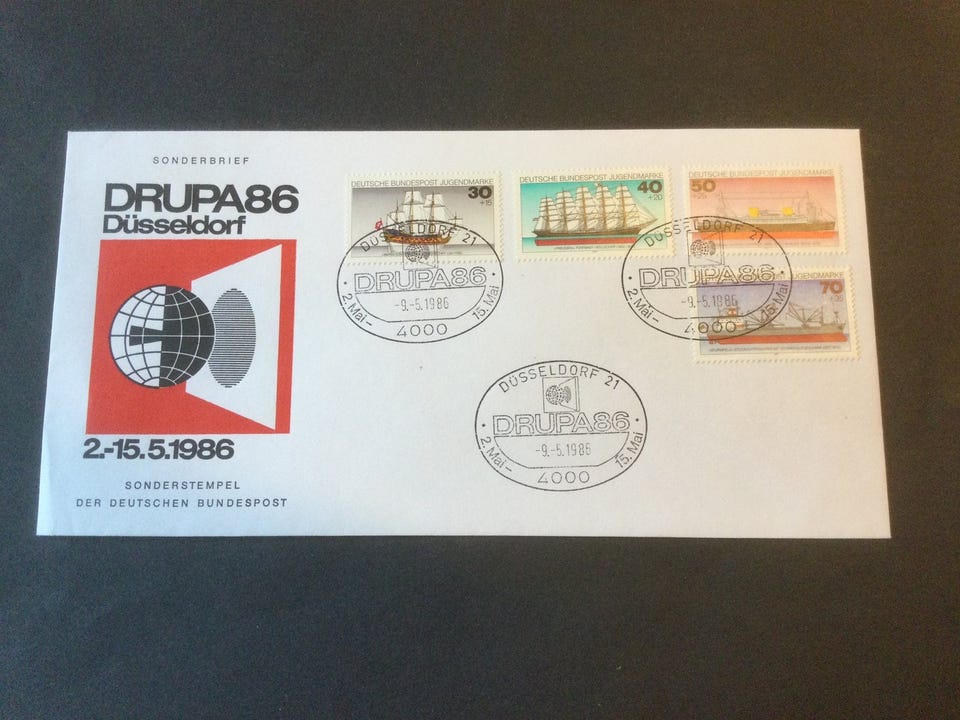 SONDERBRIEF
DRUPA86
Düsseldorf
2.-15.5.1986
SONDERSTEMPEL
DER DEUTSCHEN BUNDESPOST
DEUTSCHE BUNDESPOST JUGENDMARKE
30
+15
DEUTSCHE BUNDESPOST JUGENDMARKE
40
+20
DEUTSCHE BUNDESPOST JUGENDMARKE
50
+25
JUGENDMARKE
70
DÜSSELDORF 21
DRUPA86
-9.-5.1986
2. Mai - 15. Mai
4000
DÜSSELDORF 21
DRUPA86
-9.-5.1986
2. Mai - 15. Mai
4000
DÜSSELDORF 21
DRUPA86
-9.-5.1986
2. Mai - 15. Mai
4000